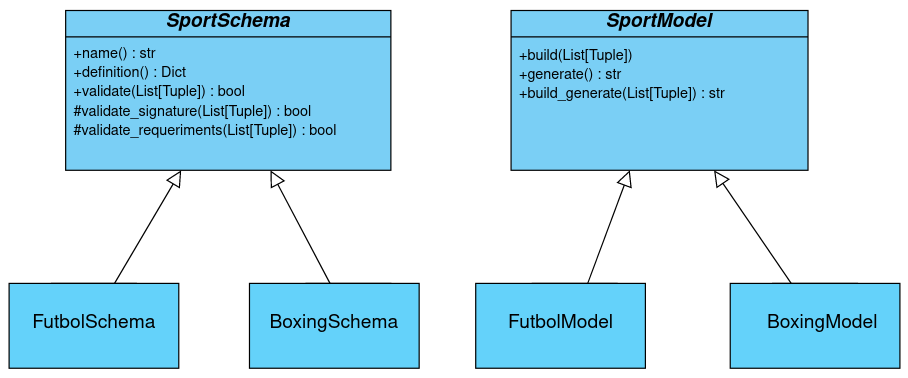 SportSchema
+name() : str
+definition() : Dict
+validate(List[Tuple]) : bool
#validate_signature(List[Tuple]) : bool
#validate_requeriments(List[Tuple]) : bool
SportModel
+build(List[Tuple])
+generate() : str
+build_generate(List[Tuple]) : str
FutbolSchema
BoxingSchema
FutbolModel
BoxingModel